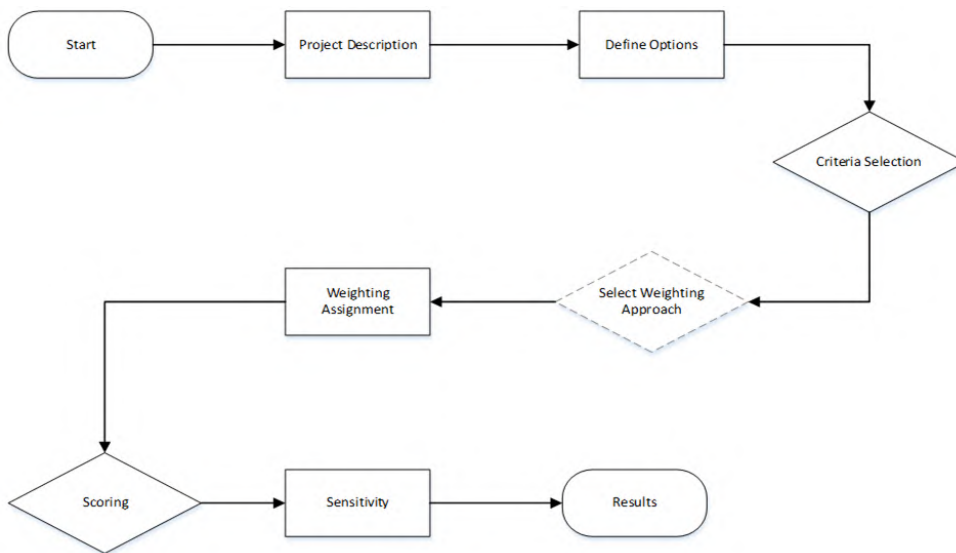 Start
Project Description
Define Options
Criteria Selection
Select Weighting
Approach
Weighting
Assignment
Scoring
Sensitivity
Results